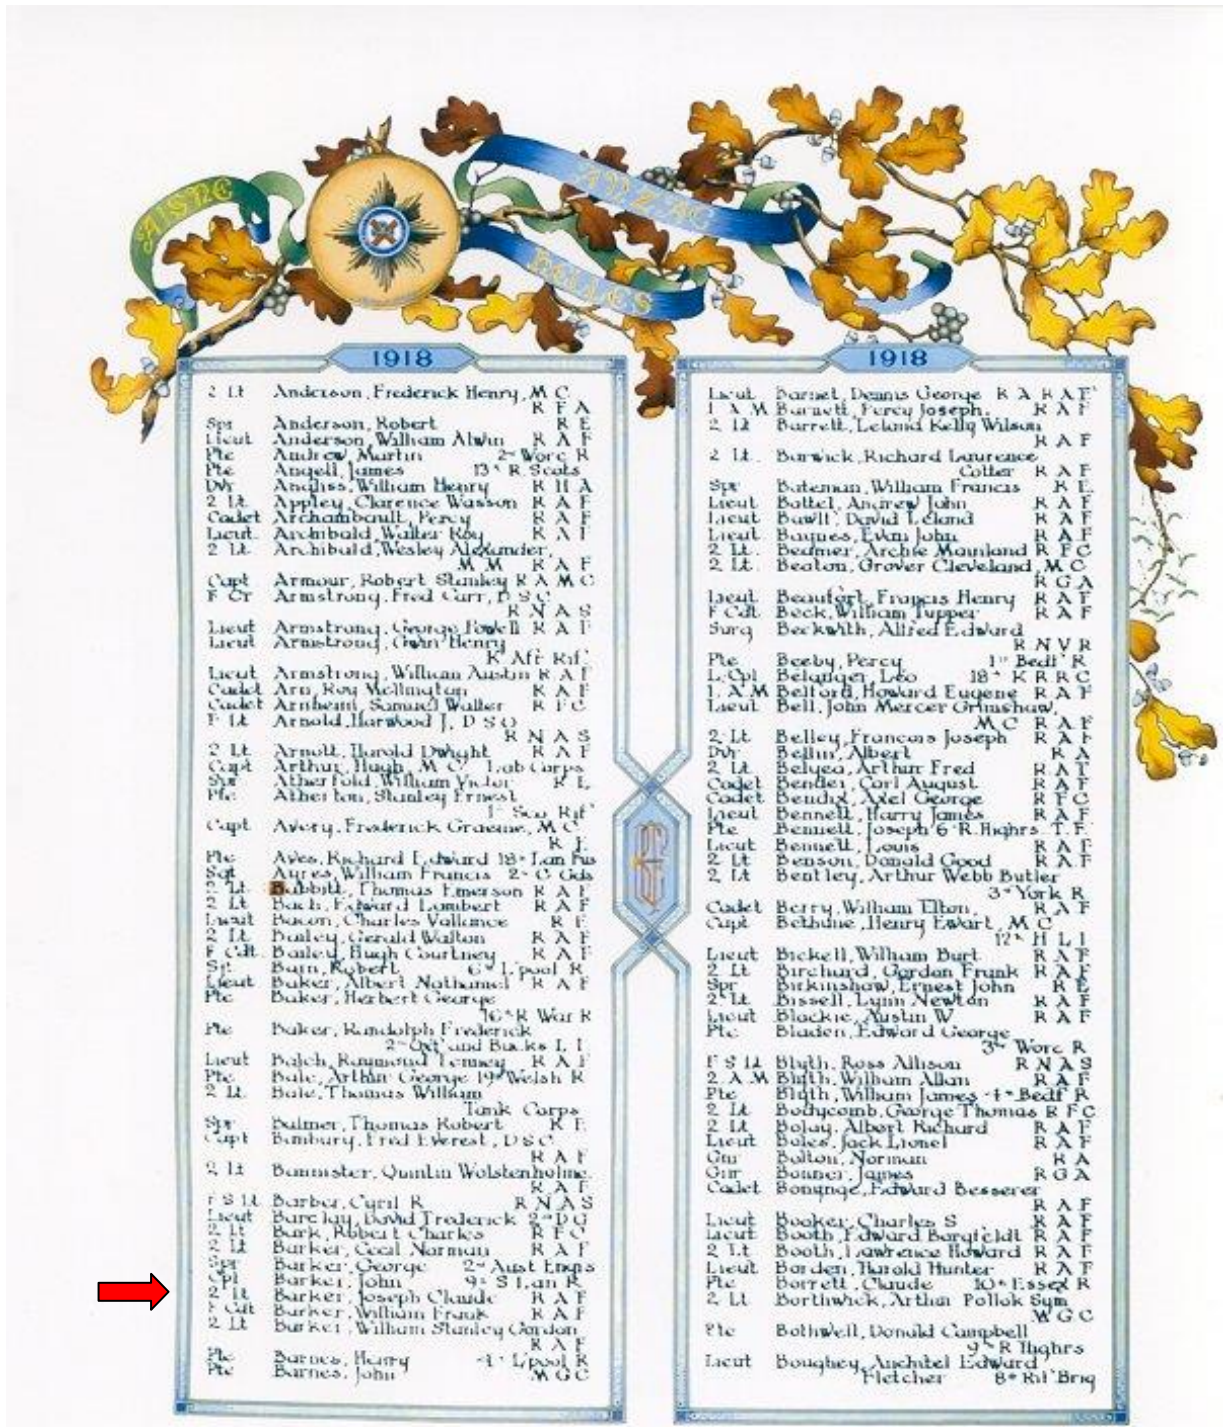 AISNE
ANZAC
1918
2 Lt Anderson, Frederick Henry, M C
R F A
Spr Anderson, Robert R E
Lieut Anderson, William Alwin R A F
Pte Andrew, Martin 2nd Worc R
Pte Angell, James 13th R. Scots
Dvr Angliss, William Henry R H A
2 Lt Appley, Clarence Wasson R A F
Cadet Archambault, Percy R A F
Lieut. Archibald, Walter Roy R A F
2 Lt Archibald, Wesley Alexander,
M M R A F
Capt Armour, Robert Stanley R A M C
F Cr Armstrong, Fred Carr, D S C
R N A S
Lieut Armstrong, George Powell R A F
Lieut Armstrong, John Henry
K. Afr Rif.
Lieut Armstrong, William Austin R A F
Cadet Arn, Roy Wellington R A F
Cadet Arnheim, Samuel Walter R F C
F Lt Arnold, Harwood J, D S O
R N A S
2 Lt Arnott, Harold Dwight R A F
Capt Arthur, Hugh, M C Lab Corps
Spr Atherfold, William Victor R E
Pte Atherton, Stanley Ernest
1st Sco Rif
Capt Avery, Frederick Graeme, M C
R E
Pte Aves, Richard Edward 18th Lan Fus
Sgt Ayres, William Francis 2nd C Gds
2 Lt Babbitt, Thomas Emerson R A F
2 Lt Bach, Edward Lambert R A F
Lieut Bacon, Charles Vallance R E
2 Lt Bailey, Gerald Walton R A F
F Cdt Bailey, Hugh Courtney R A F
Bain, Robert 6th L'pool R
Lieut Baker, Albert Nathaniel R A F
Pte Baker, Herbert George
16th R War R
Pte Baker, Randolph Frederick
2nd Oxf and Bucks L I
Lieut Balch, Raymond Tenney R A F
Pte Bale, Arthur George 19th Welsh R
2 Lt. Bale, Thomas William
Tank Corps
Spr Balmer, Thomas Robert R E
Capt Banbury, Fred Everest, D S C
R A F
2 Lt Bannister, Quintin Wolstenholme
R A F
F S Lt Barber, Cyril R R N A S
Lieut Barclay, David Frederick 2nd D G
2 Lt Bark, Robert Charles R F C
2 Lt Barker, Cecil Norman R A F
Spr Barker, George 2nd Aust Engrs
Cpl Barker, John 9th S Lan R
2 Lt Barker, Joseph Claude R A F
F Cdt Barker, William Frank R A F
2 Lt Barker, William Stanley Gordon
R A F
Pte Barnes, Henry 4th L'pool R
Pte Barnes, John M G C
1918
Lieut Barnet, Dennis George R A R A F
1 A M Barnett, Percy Joseph. R A F
2 Lt Barrett, Leland Kelly Wilson
R A F
2 Lt. Barwick, Richard Laurence
Cotter R A F
Spr Bateman, William Francis R E
Lieut Battel, Andrew John R A F
Lieut Bawlf, David Leland R A F
Lieut Baynes, Evan John R A F
2 Lt. Beamer, Archie Mainland R F C
2 Lt. Beaton, Grover Cleveland, M C
R G A
Lieut Beaufort, Francis Henry R A F
F Cdt Beck, William Tupper R A F
Surg Beckwith, Alfred Edward
R N V R
Pte Beeby, Percy 1st Bedf R
L. Cpl Belanger, Leo 18th K R R C
1. A.M Belford, Howard Eugene R A F
Lieut Bell, John Mercer Grimshaw,
M C R A F
2 Lt Belley, Francois Joseph R A F
Dvr Bellin, Albert R A
2 Lt Belyea, Arthur Fred R A F
Cadet Bender, Carl August R A F
Cadet Bendix, Axel George R F C
Lieut Bennett, Harry James R A F
Pte Bennett, Joseph 6th R. Highrs T. F.
Lieut Bennett, Louis R A F
2 Lt Benson, Donald Good R A F
2 Lt Bentley, Arthur Webb Butler
3rd York R
Cadet Berry, William Elton, R A F
Capt Bethune, Henry Ewart, M C
12th H L I
Lieut Bickell, William Burt R A F
2 Lt Birchard, Gordon Frank R A F
Spr Birkinshaw, Ernest John R E
2 Lt Bissell, Lynn Newton R A F
Lieut Blackie, Austin W R A F
Pte Bladen, Edward George
3rd Worc R
F S Lt Blyth, Ross Allison R N A S
2 A M Blyth, William Allan R A F
Pte Blyth, William James 4th Bedf R
2 Lt Bodycomb, George Thomas R F C
2 Lt Bolay, Albert Richard R A F
Lieut Boles, Jack Lionel R A F
Gnr Bolton, Norman R A
Gnr Bonner, James R G A
Cadet Bonynge, Edward Besserer
R A F
Lieut Booker, Charles S R A F
Lieut Booth, Edward Borgfeldt R A F
2 Lt Booth, Lawrence Howard R A F
Lieut Borden, Harold Hunter R A F
Pte Borrett, Claude 10th Essex R
2 Lt Borthwick, Arthur Pollok Sym
M G C
Pte Bothwell, Donald Campbell
9th R Highrs
Lieut Boughey, Anchitel Edward
Fletcher 8th Rif Brig